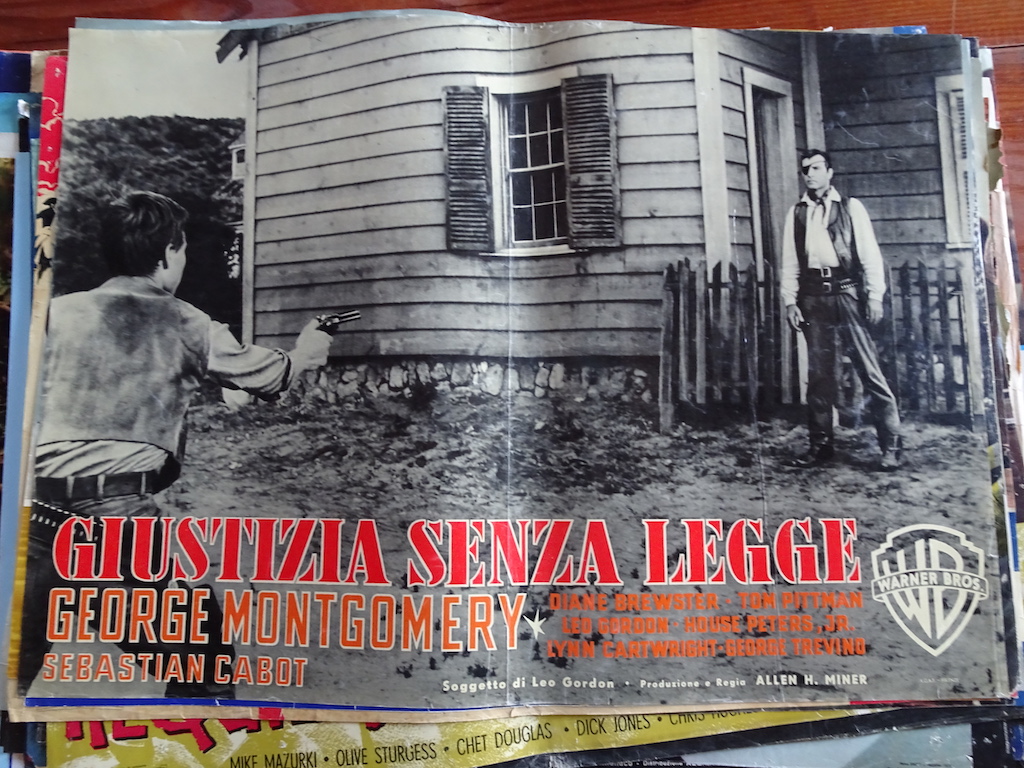 GIUSTIZIA SENZA LEGGE
GEORGE MONTGOMERY
SEBASTIAN CABOT
DIANE BREWSTER - TOM PITTMAN
LEO GORDON - HOUSE PETERS, JR.
LYNN CARTWRIGHT - GEORGE TREVINO
WB
WARNER BROS
Soggetto di Leo Gordon • Produzione e Regia ALLEN H. MINER
MIKE MAZURKI • OLIVE STURGESS • CHET DOUGLAS • DICK JONES • CHRIS